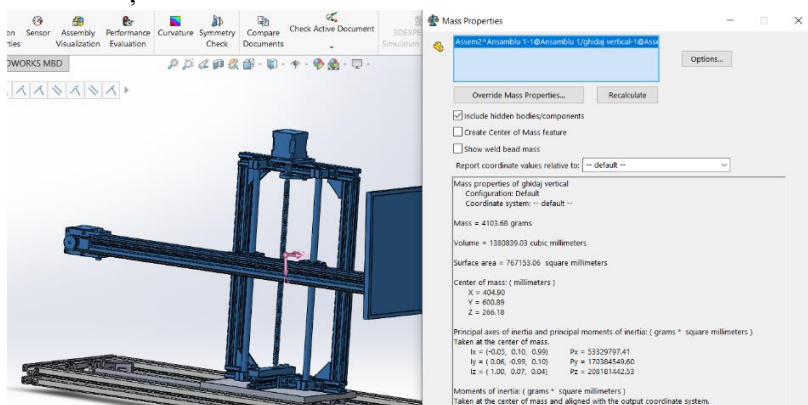 Sensor Assembly Visualization Performance Evaluation Curvature Symmetry Check Compare Documents Check Active Document
MBD
Mass Properties
Assem2^Ansamblu 1-1@Ansamblu 1/ghidaj vertical-1@Asse
Options...
Override Mass Properties... Recalculate
Include hidden bodies/components
Create Center of Mass feature
Show weld bead mass
Report coordinate values relative to: -- default --
Mass properties of ghidaj vertical
Configuration: Default
Coordinate system: -- default --
Mass = 4103.68 grams
Volume = 1380839.03 cubic millimeters
Surface area = 767153.06 square millimeters
Center of mass: ( millimeters )
X = 404.90
Y = 600.89
Z = 266.18
Principal axes of inertia and principal moments of inertia: ( grams * square millimeters )
Taken at the center of mass.
Ix = (-0.05, 0.10, 0.99) Px = 53329797.41
Iy = ( 0.06, -0.99, 0.10) Py = 170384549.60
Iz = ( 1.00, 0.07, 0.04) Pz = 208181442.53
Moments of inertia: ( grams * square millimeters )
Taken at the center of mass and aligned with the output coordinate system.